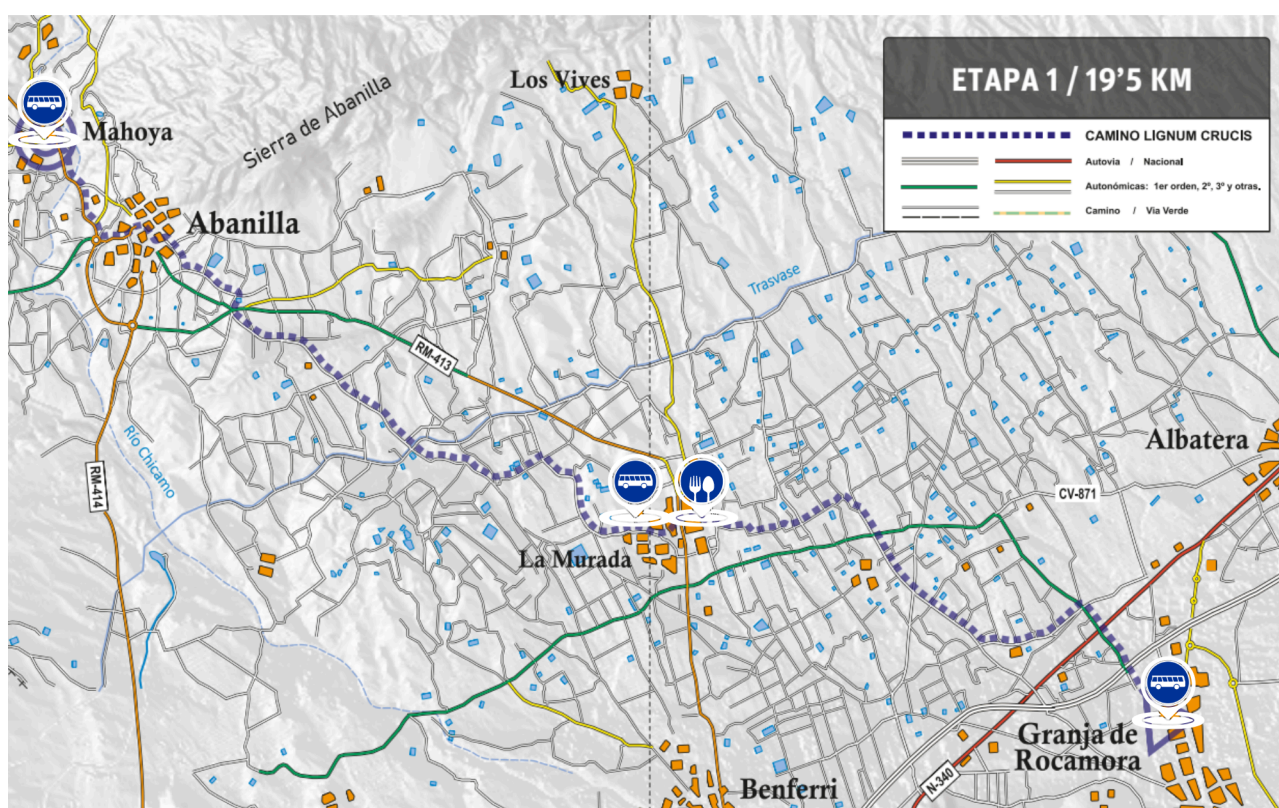 ETAPA 1 / 19'5 KM
CAMINO LIGNUM CRUCIS
Autovia / Nacional
Autonómicas: 1er orden, 2º, 3º y otras.
Camino / Via Verde
Los Vives
Mahoya
Sierra de Abanilla
Abanilla
Trasvase
RM-413
Río Chicamo
RM-414
Albatera
CV-871
La Murada
Granja de
Rocamora
N-340
Benferri